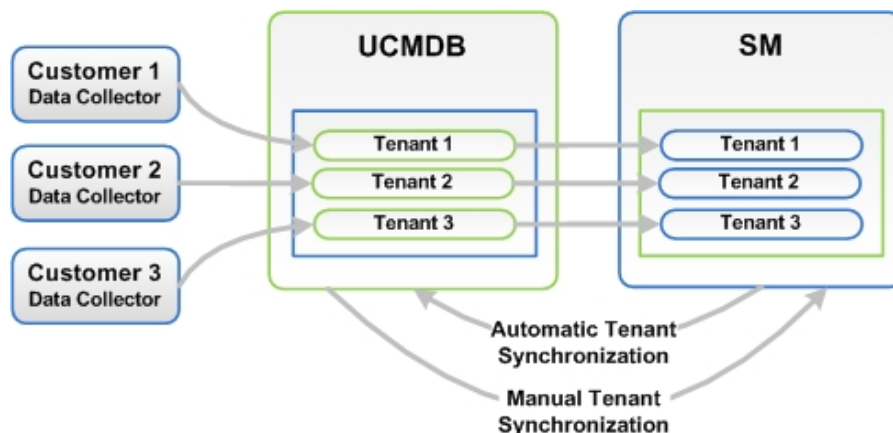 UCMDB
SM
Customer 1
Data Collector
Customer 2
Data Collector
Customer 3
Data Collector
Tenant 1
Tenant 2
Tenant 3
Tenant 1
Tenant 2
Tenant 3
Automatic Tenant
Synchronization
Manual Tenant
Synchronization